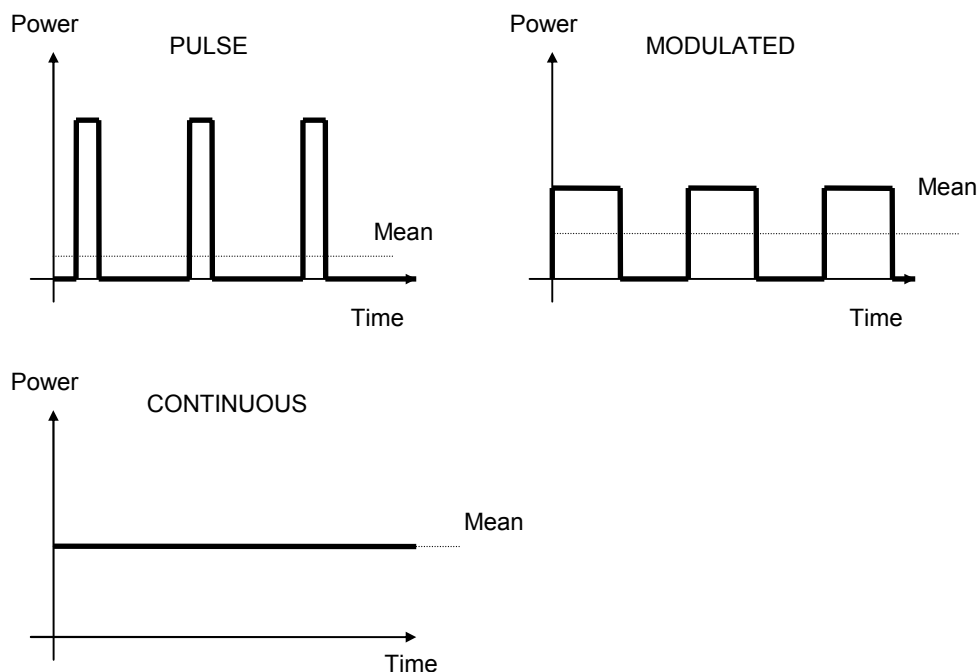 Power
PULSE
Mean
Time
Power
MODULATED
Mean
Time
Power
CONTINUOUS
Mean
Time